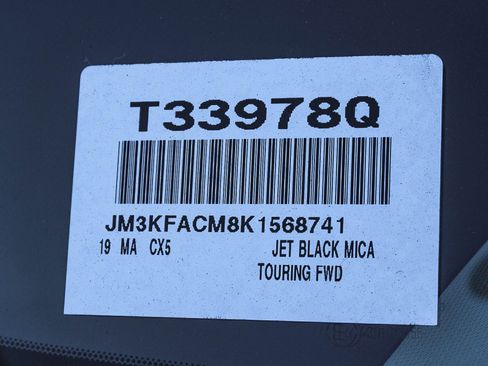 T33978Q
JM3KFACM8K1568741
19 MA CX5 JET BLACK MICA
TOURING FWD